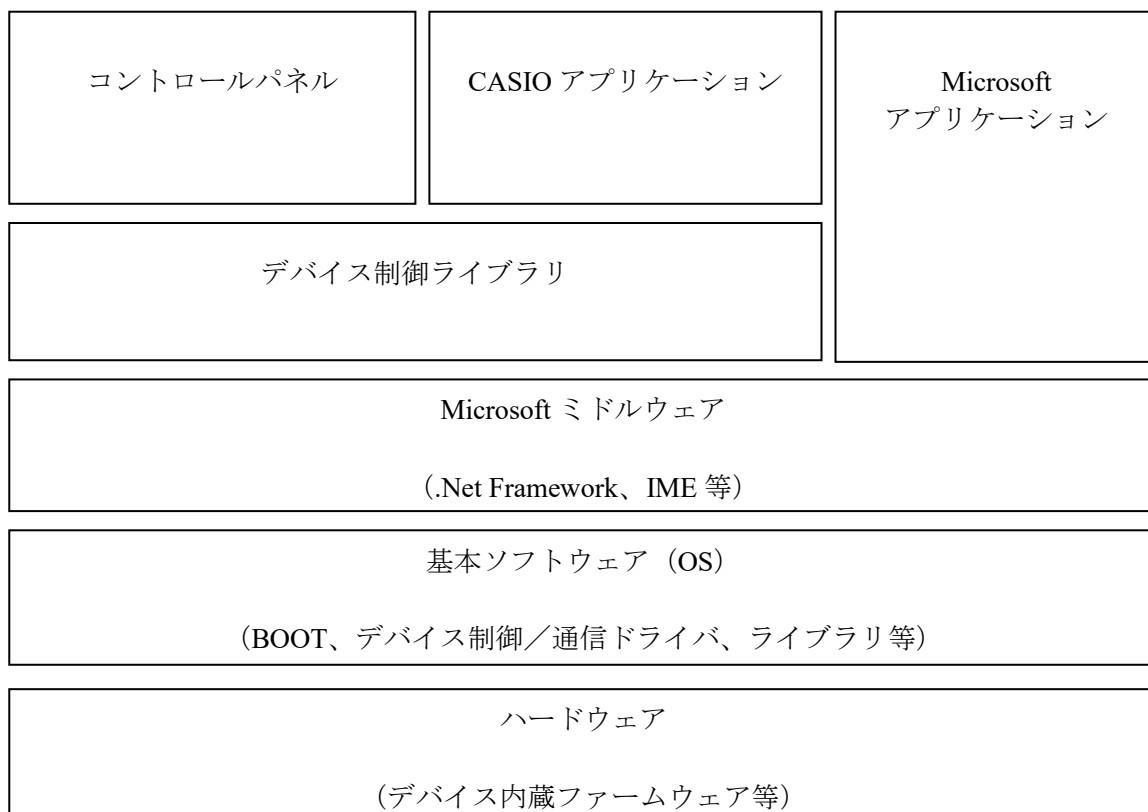 コントロールパネル
CASIO アプリケーション
Microsoft
アプリケーション
デバイス制御ライブラリ
Microsoft ミドルウェア
（.Net Framework、IME 等）
基本ソフトウェア（OS）
（BOOT、デバイス制御／通信ドライバ、ライブラリ等）
ハードウェア
（デバイス内蔵ファームウェア等）